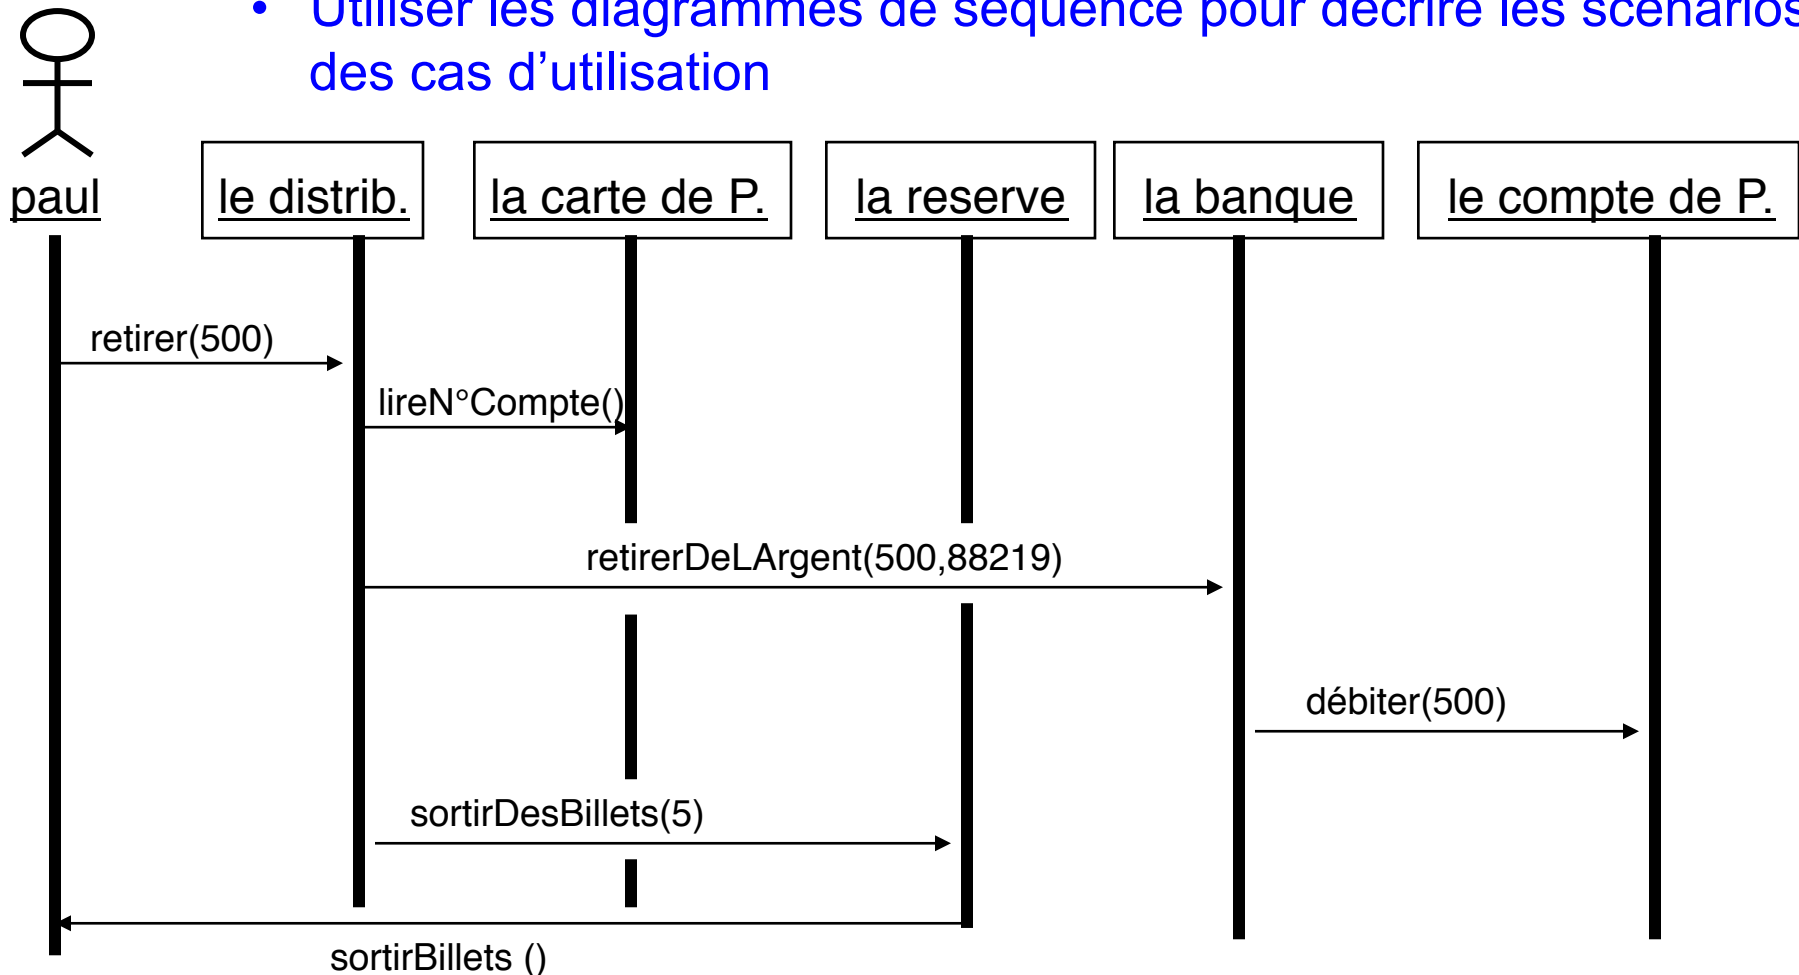 • Utiliser les diagrammes de séquence pour décrire les scénarios
des cas d’utilisation
paul
le distrib.
la carte de P.
la reserve
la banque
le compte de P.
retirer(500)
lireN°Compte()
retirerDeLArgent(500,88219)
débiter(500)
sortirDesBillets(5)
sortirBillets ()